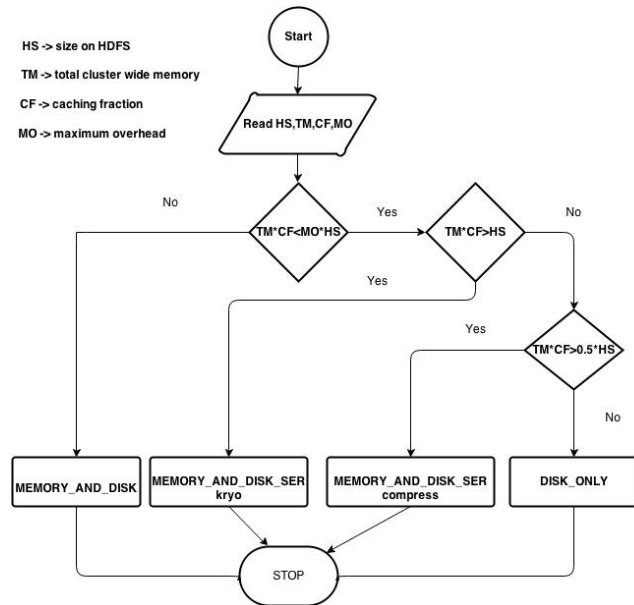 Start
HS -> size on HDFS
TM -> total cluster wide memory
CF -> caching fraction
MO -> maximum overhead
Read HS,TM,CF,MO
No
TM*CF<MO*HS
Yes
TM*CF>HS
No
Yes
Yes
TM*CF>0.5*HS
No
MEMORY_AND_DISK
MEMORY_AND_DISK_SER
kryo
MEMORY_AND_DISK_SER
compress
DISK_ONLY
STOP